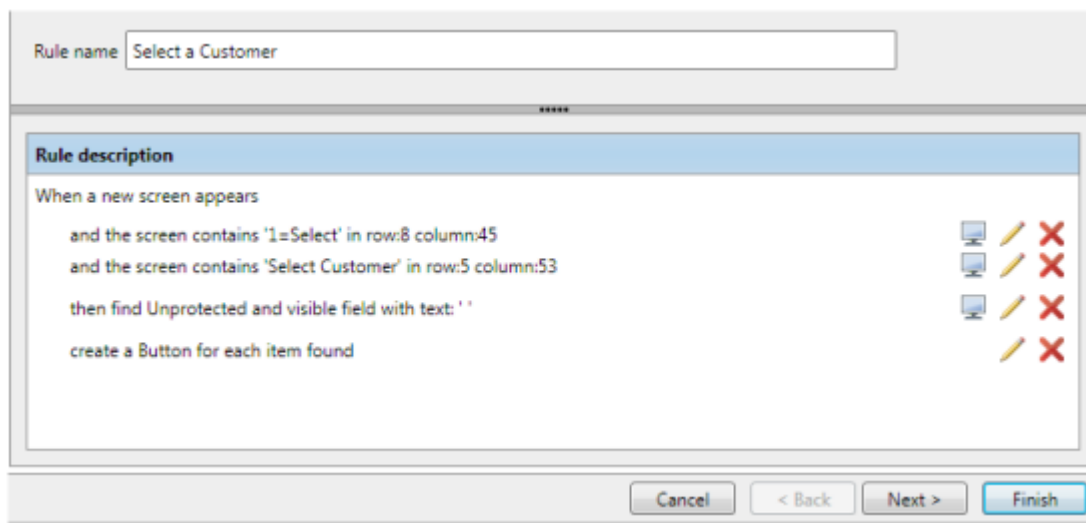 Rule name Select a Customer
Rule description
When a new screen appears
and the screen contains '1=Select' in row:8 column:45
and the screen contains 'Select Customer' in row:5 column:53
then find Unprotected and visible field with text: ' '
create a Button for each item found
Cancel < Back Next > Finish